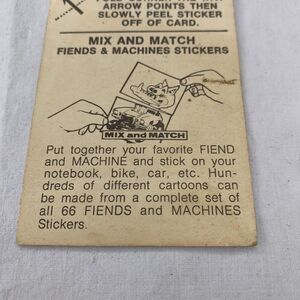 ARROW POINTS THEN
SLOWLY PEEL STICKER
OFF OF CARD.
MIX AND MATCH
FIENDS & MACHINES STICKERS
MIX and MATCH
Put together your favorite FIEND
and MACHINE and stick on your
notebook, bike, car, etc. Hun-
dreds of different cartoons can
be made from a complete set of
all 66 FIENDS and MACHINES
Stickers.